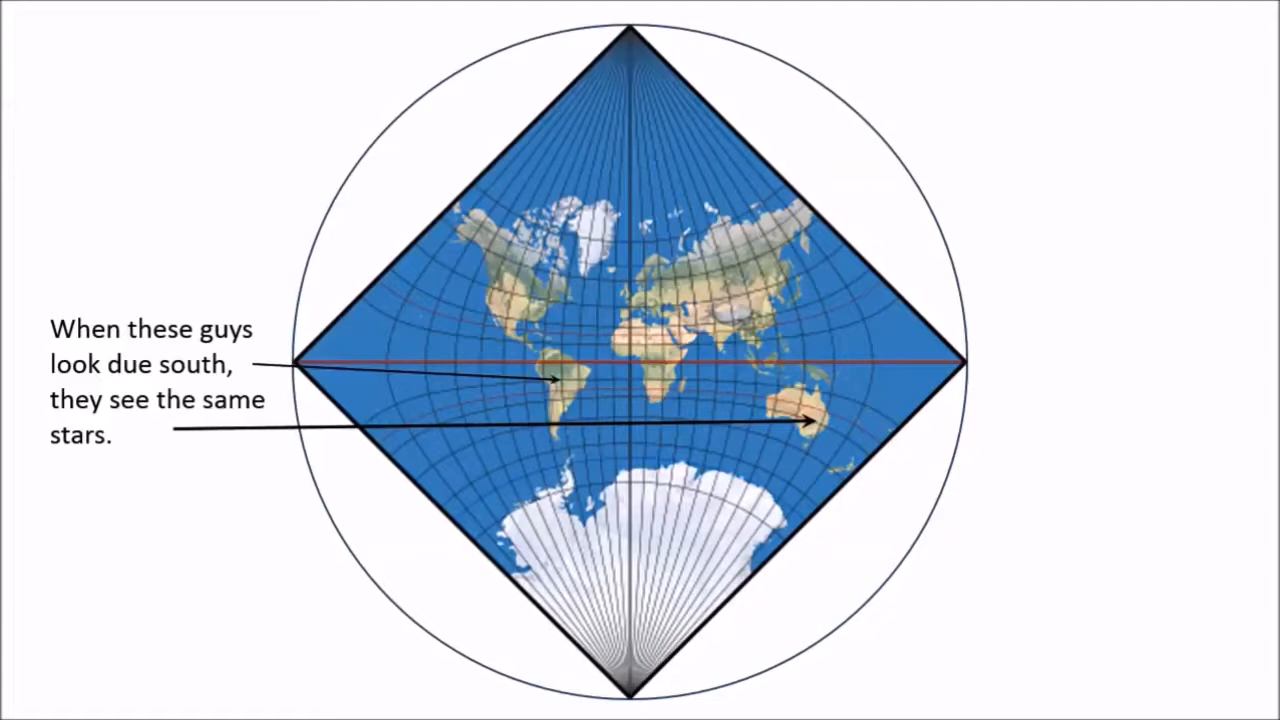 When these guys
look due south,
they see the same
stars.